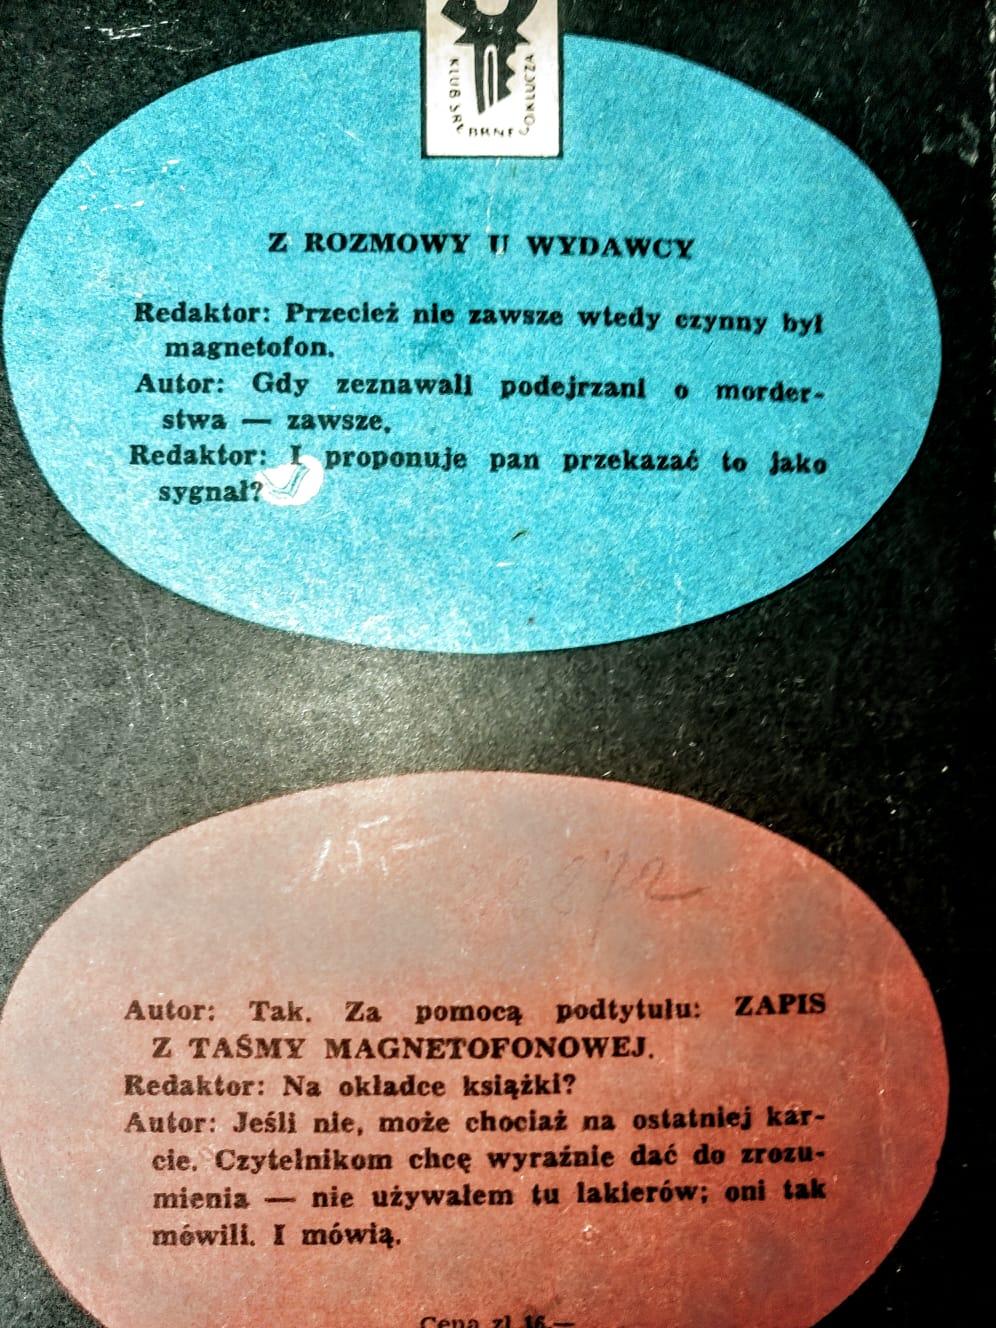 KLUB SREBRNEGO KLUCZA
Z ROZMOWY U WYDAWCY
Redaktor: Przecież nie zawsze wtedy czynny był
magnetofon.
Autor: Gdy zeznawali podejrzani o morder-
stwa — zawsze.
Redaktor: I proponuje pan przekazać to jako
sygnał?
Autor: Tak. Za pomocą podtytułu: ZAPIS
Z TAŚMY MAGNETOFONOWEJ.
Redaktor: Na okładce książki?
Autor: Jeśli nie, może chociaż na ostatniej kar-
cie. Czytelnikom chcę wyraźnie dać do zrozu-
mienia — nie używałem tu lakierów; oni tak
mówili. I mówią.
Cena zł 16.—